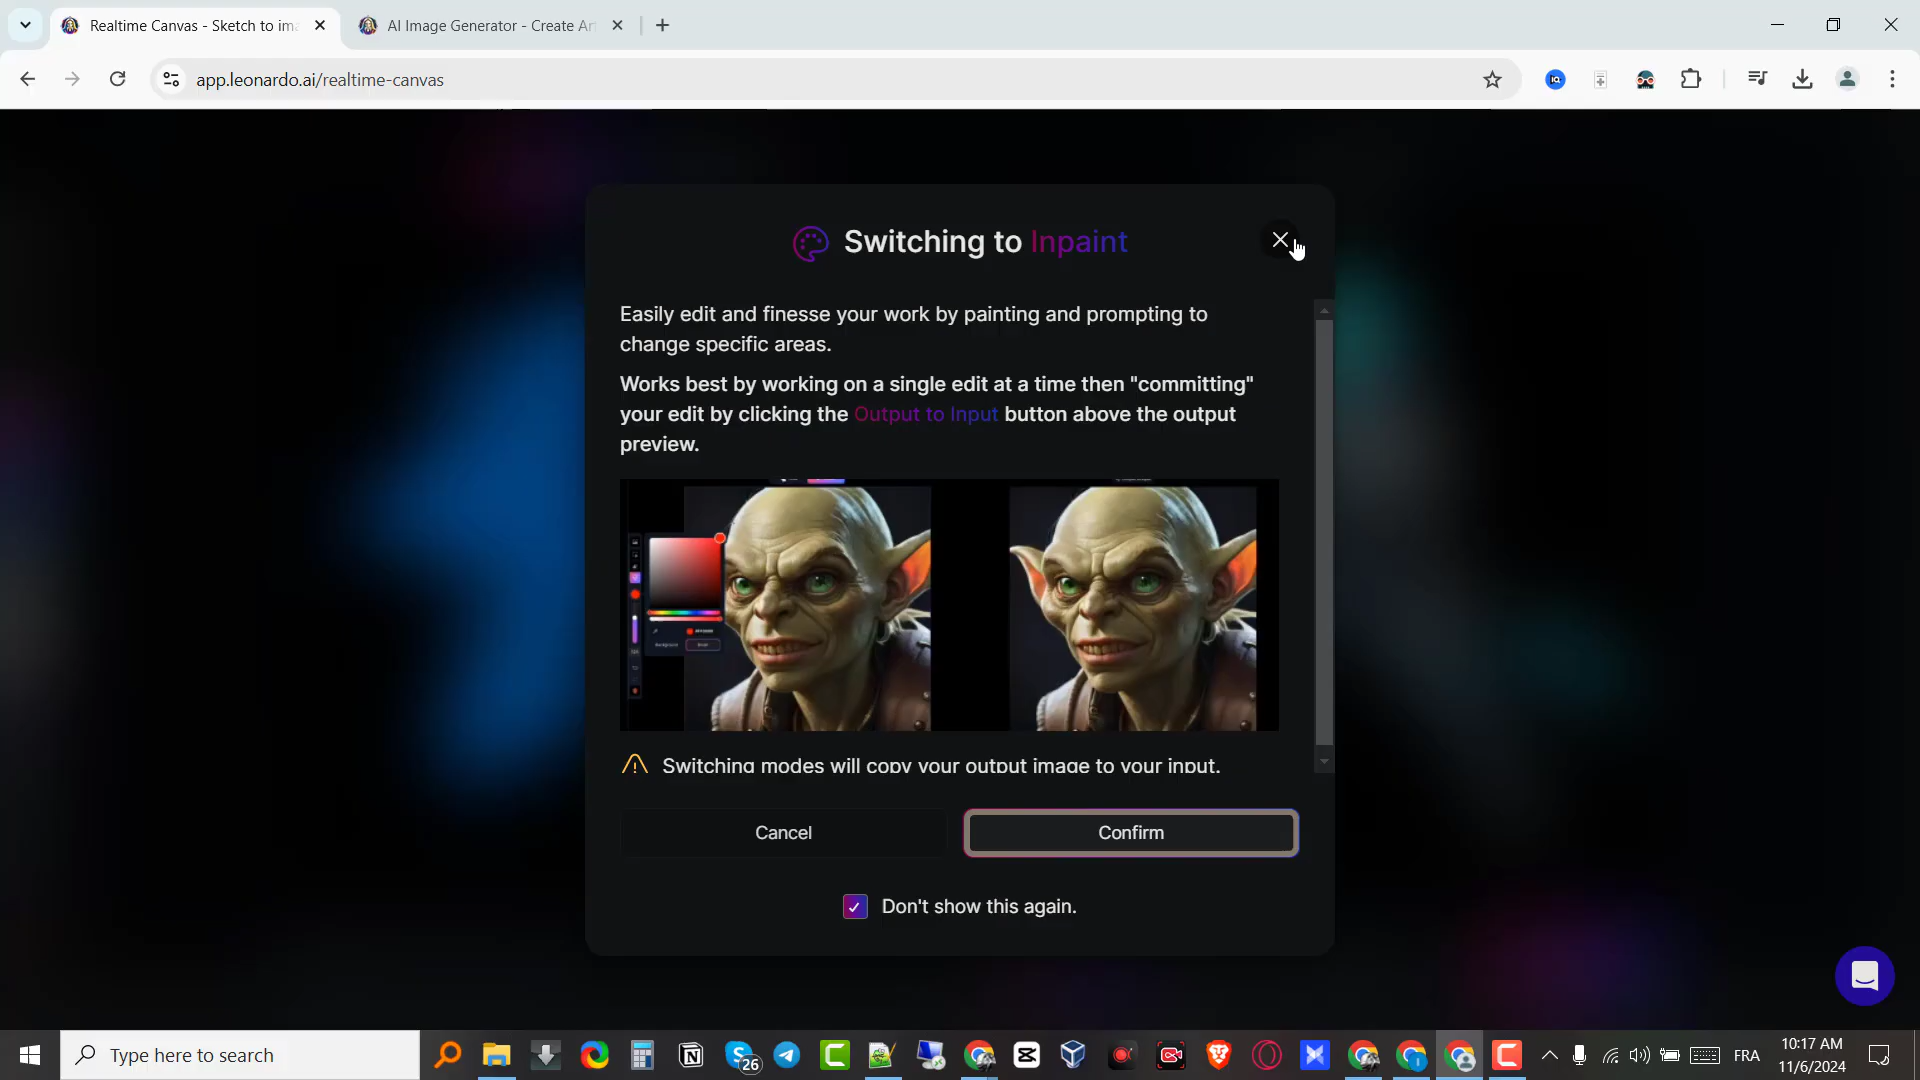 Realtime Canvas - Sketch to im
AI Image Generator - Create Ar
app.leonardo.ai/realtime-canvas
Switching to Inpaint
Easily edit and finesse your work by painting and prompting to
change specific areas.
Works best by working on a single edit at a time then "committing"
your edit by clicking the Output to Input button above the output
preview.
Switching modes will copy your output image to your input.
Cancel
Confirm
Don't show this again.
Type here to search
26
FRA
10:17 AM
11/6/2024